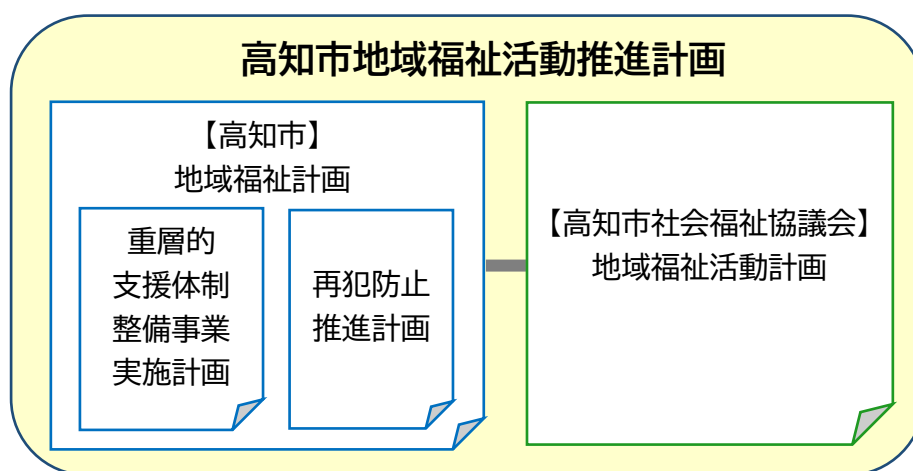 高知市地域福祉活動推進計画
【高知市】
地域福祉計画
重層的
支援体制
整備事業
実施計画
再犯防止
推進計画
【高知市社会福祉協議会】
地域福祉活動計画